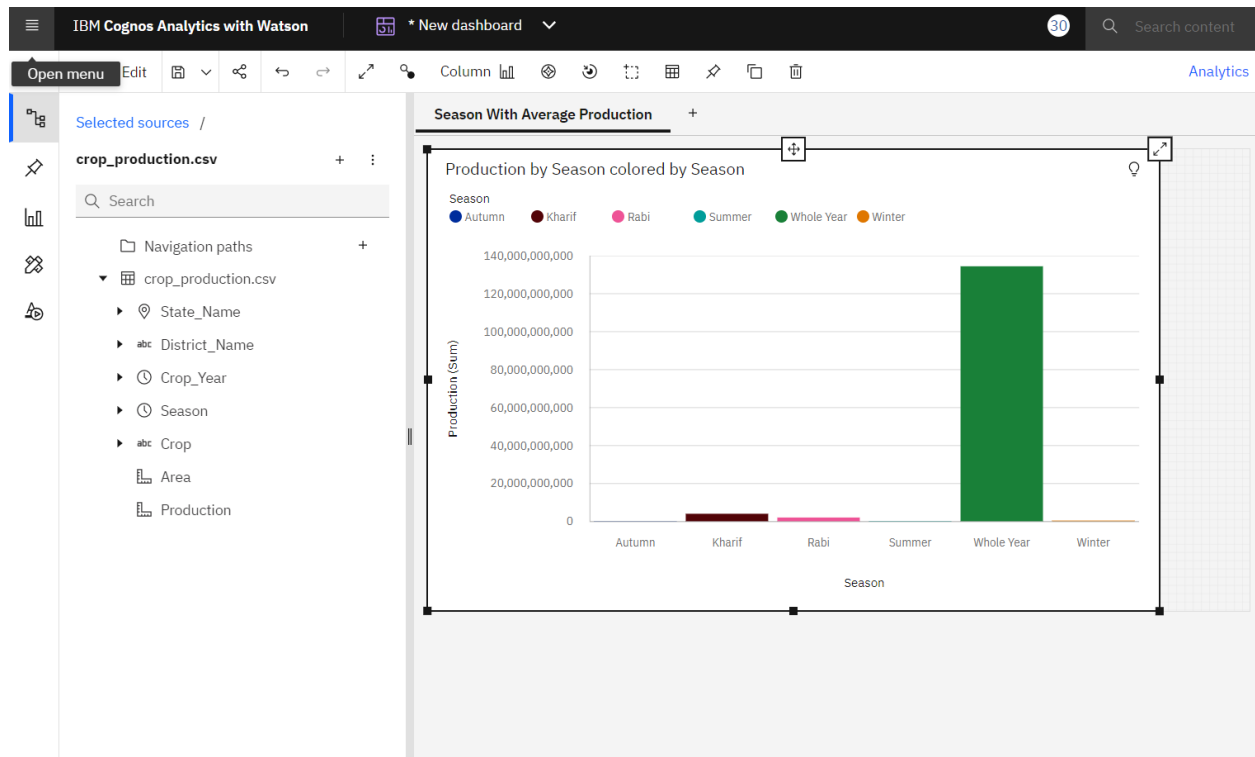 IBM Cognos Analytics with Watson
* New dashboard
30
Search content
Open menu
Edit
Column
Analytics
Selected sources /
crop_production.csv
Search
Navigation paths
crop_production.csv
State_Name
abc District_Name
Crop_Year
Season
abc Crop
Area
Production
Season With Average Production
Production by Season colored by Season
Season
Autumn Kharif Rabi Summer Whole Year Winter
Production (Sum)
140,000,000,000
120,000,000,000
100,000,000,000
80,000,000,000
60,000,000,000
40,000,000,000
20,000,000,000
0
Autumn Kharif Rabi Summer Whole Year Winter
Season